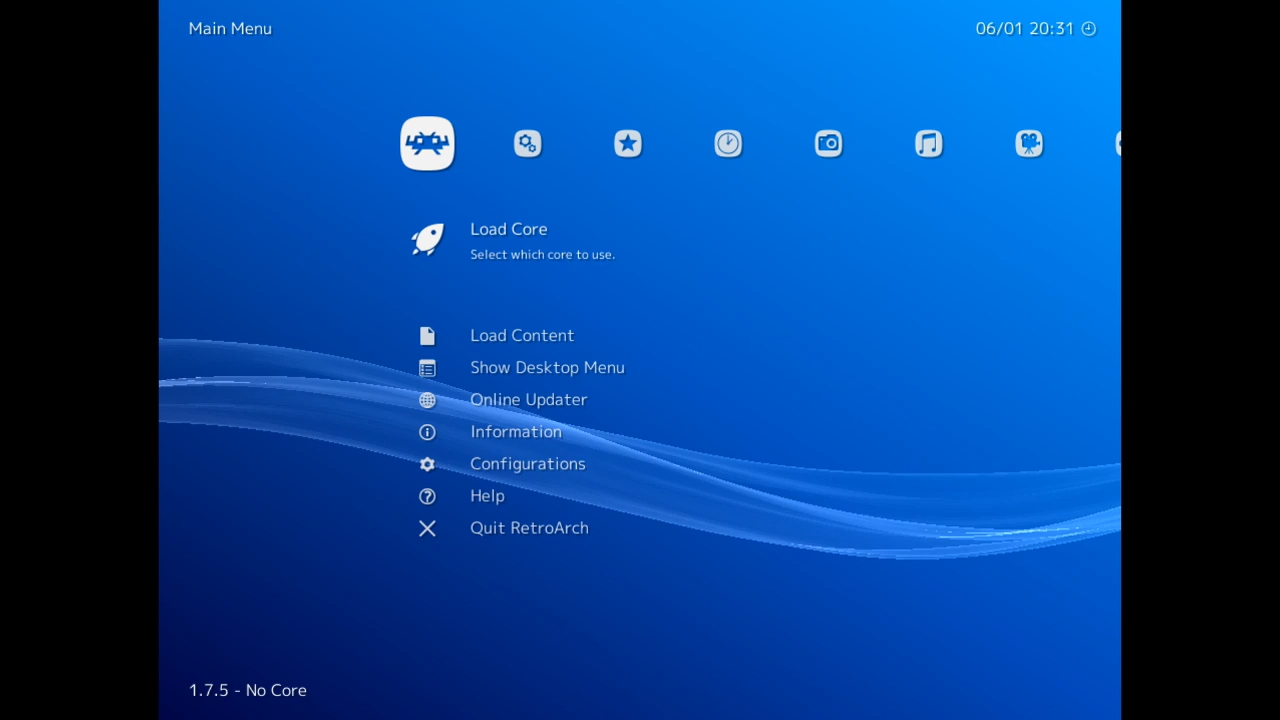 Main Menu
06/01 20:31
Load Core
Select which core to use.
Load Content
Show Desktop Menu
Online Updater
Information
Configurations
Help
Quit RetroArch
1.7.5 - No Core